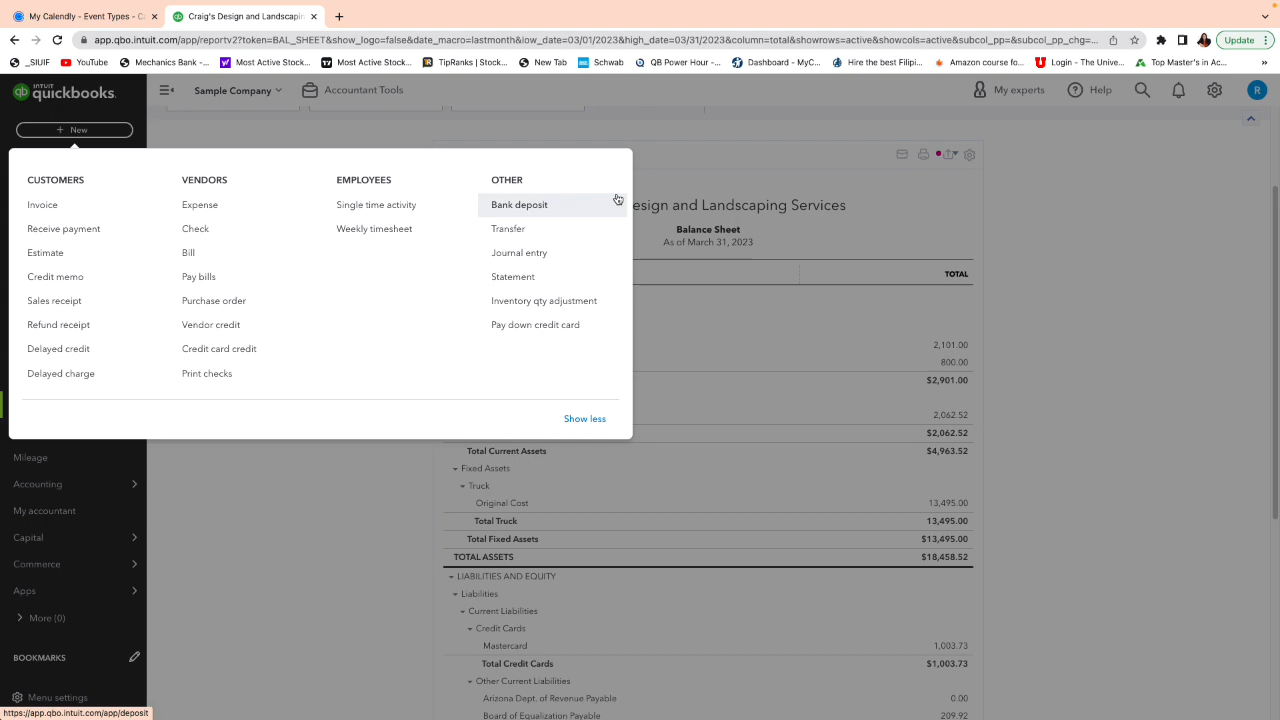 My Calendly - Event Types - C
Craig's Design and Landscapin
app.qbo.intuit.com/app/reportv2?token=BAL_SHEET&show_logo=false&date_macro=lastmonth&low_date=03/01/2023&high_date=03/31/2023&column=total&showrows=active&showcols=active&subcol_pp=&subcol_pp_chg=...
Update
_SIUIF
YouTube
Mechanics Bank -...
Most Active Stock...
Most Active Stock...
TipRanks | Stock...
New Tab
Schwab
QB Power Hour -...
Dashboard - MyC...
Hire the best Filipi...
Amazon course fo...
Login - The Unive...
Top Master's in Ac...
INTUIT
quickbooks.
Sample Company
Accountant Tools
My experts
Help
R
+ New
CUSTOMERS
Invoice
Receive payment
Estimate
Credit memo
Sales receipt
Refund receipt
Delayed credit
Delayed charge
VENDORS
Expense
Check
Bill
Pay bills
Purchase order
Vendor credit
Credit card credit
Print checks
EMPLOYEES
Single time activity
Weekly timesheet
OTHER
Bank deposit
Transfer
Journal entry
Statement
Inventory qty adjustment
Pay down credit card
Show less
Mileage
Accounting
My accountant
Capital
Commerce
Apps
More (0)
BOOKMARKS
Menu settings
https://app.qbo.intuit.com/app/deposit
esign and Landscaping Services
Balance Sheet
As of March 31, 2023
TOTAL
2,101.00
800.00
$2,901.00
2,062.52
$2,062.52
Total Current Assets $4,963.52
Fixed Assets
Truck
Original Cost 13,495.00
Total Truck 13,495.00
Total Fixed Assets $13,495.00
TOTAL ASSETS $18,458.52
LIABILITIES AND EQUITY
Liabilities
Current Liabilities
Credit Cards
Mastercard 1,003.73
Total Credit Cards $1,003.73
Other Current Liabilities
Arizona Dept. of Revenue Payable 0.00
Board of Equalization Payable 209.92